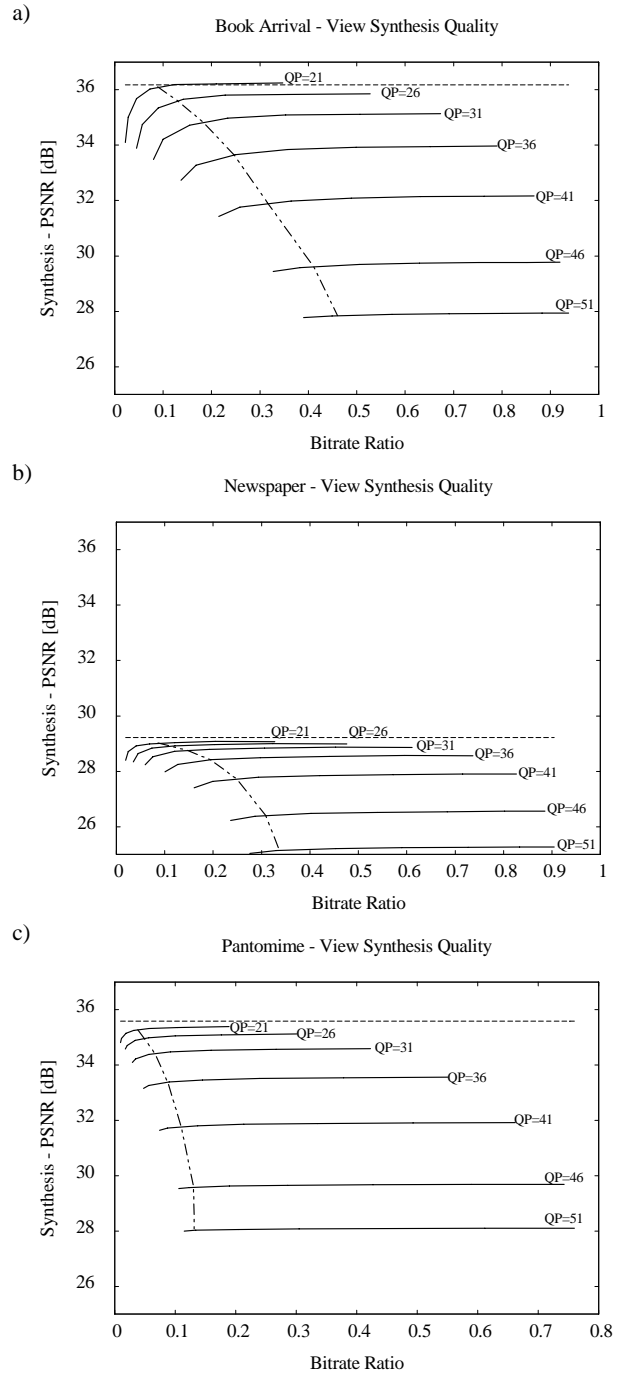 a)
Book Arrival - View Synthesis Quality
Synthesis - PSNR [dB]
36
34
32
30
28
26
QP=21
QP=26
QP=31
QP=36
QP=41
QP=46
QP=51
0 0.1 0.2 0.3 0.4 0.5 0.6 0.7 0.8 0.9 1
Bitrate Ratio
b)
Newspaper - View Synthesis Quality
Synthesis - PSNR [dB]
36
34
32
30
28
26
QP=21 QP=26
QP=31
QP=36
QP=41
QP=46
QP=51
0 0.1 0.2 0.3 0.4 0.5 0.6 0.7 0.8 0.9 1
Bitrate Ratio
c)
Pantomime - View Synthesis Quality
Synthesis - PSNR [dB]
36
34
32
30
28
26
QP=21
QP=26
QP=31
QP=36
QP=41
QP=46
QP=51
0 0.1 0.2 0.3 0.4 0.5 0.6 0.7 0.8
Bitrate Ratio